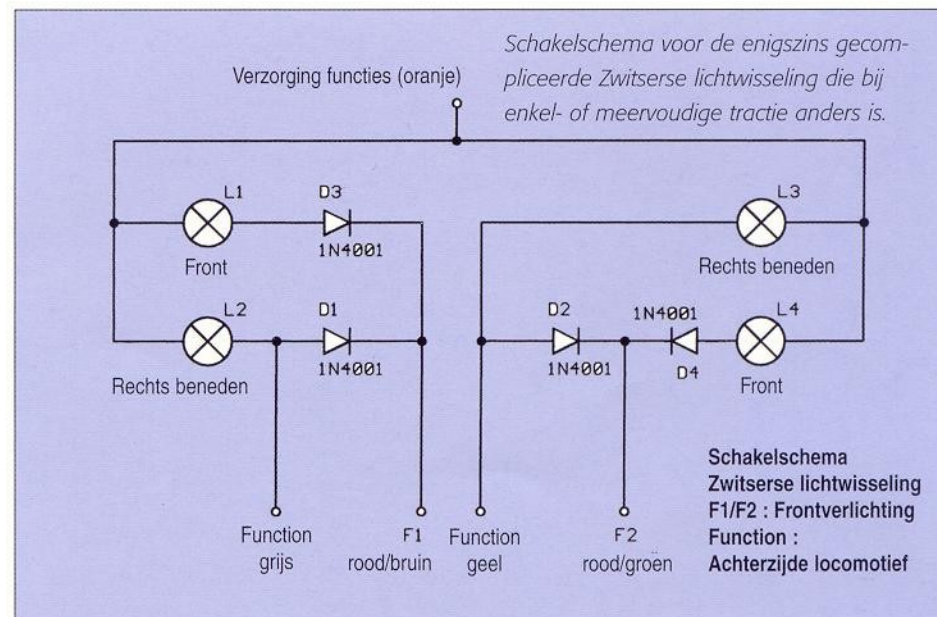 Schakelschema voor de enigszins gecom-
pliceerde Zwitserse lichtwisseling die bij
enkel- of meervoudige tractie anders is.
Verzorging functies (oranje)
L1
D3
1N4001
Front
L2
D1
1N4001
Rechts beneden
L3
Rechts beneden
D2
1N4001
1N4001
D4
L4
Front
Function
grijs
F1
rood/bruin
Function
geel
F2
rood/groën
Schakelschema
Zwitserse lichtwisseling
F1/F2 : Frontverlichting
Function :
Achterzijde locomotief